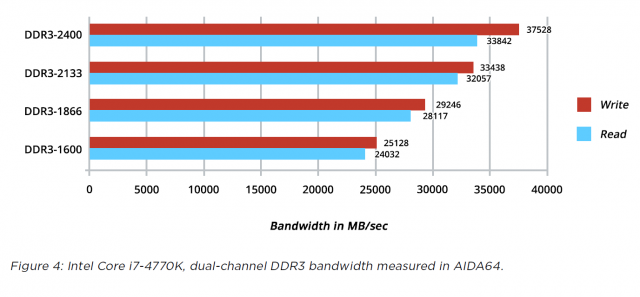 DDR3-2400
37528
33842
DDR3-2133
33438
32057
DDR3-1866
29246
28117
DDR3-1600
25128
24032
Write
Read
0 5000 10000 15000 20000 25000 30000 35000 40000
Bandwidth in MB/sec
Figure 4: Intel Core i7-4770K, dual-channel DDR3 bandwidth measured in AIDA64.